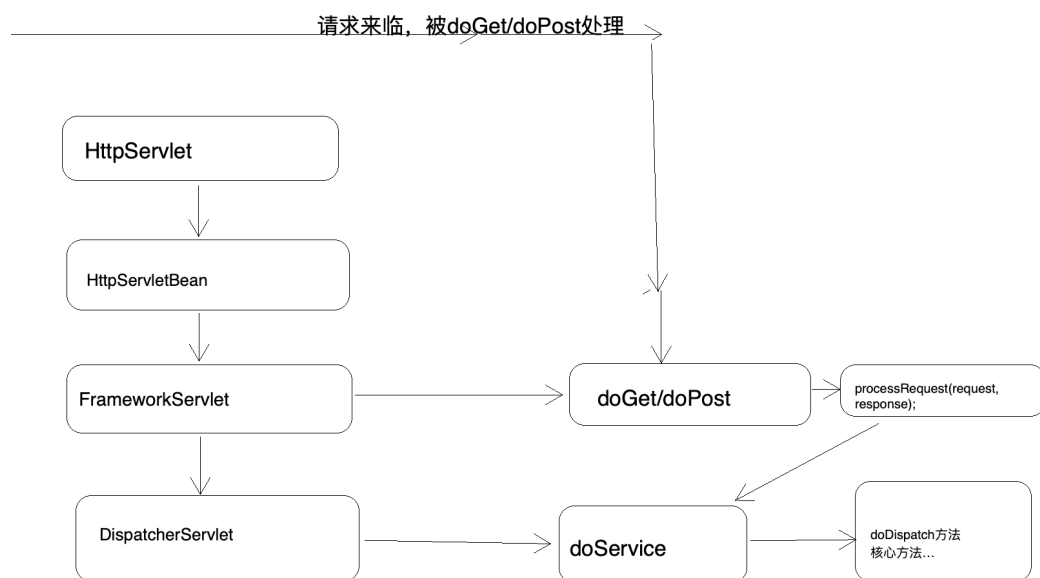 请求来临，被doGet/doPost处理
HttpServlet
HttpServletBean
FrameworkServlet
doGet/doPost
processRequest(request,
response);
DispatcherServlet
doService
doDispatch方法
核心方法...